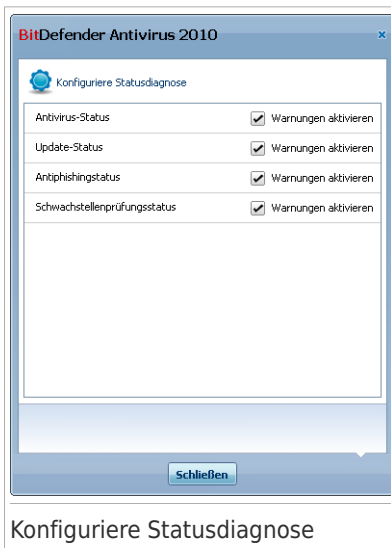 BitDefender Antivirus 2010
Konfiguriere Statusdiagnose
Antivirus-Status Warnungen aktivieren
Update-Status Warnungen aktivieren
Antiphishingstatus Warnungen aktivieren
Schwachstellenprüfungsstatus Warnungen aktivieren
Schließen
Konfiguriere Statusdiagnose